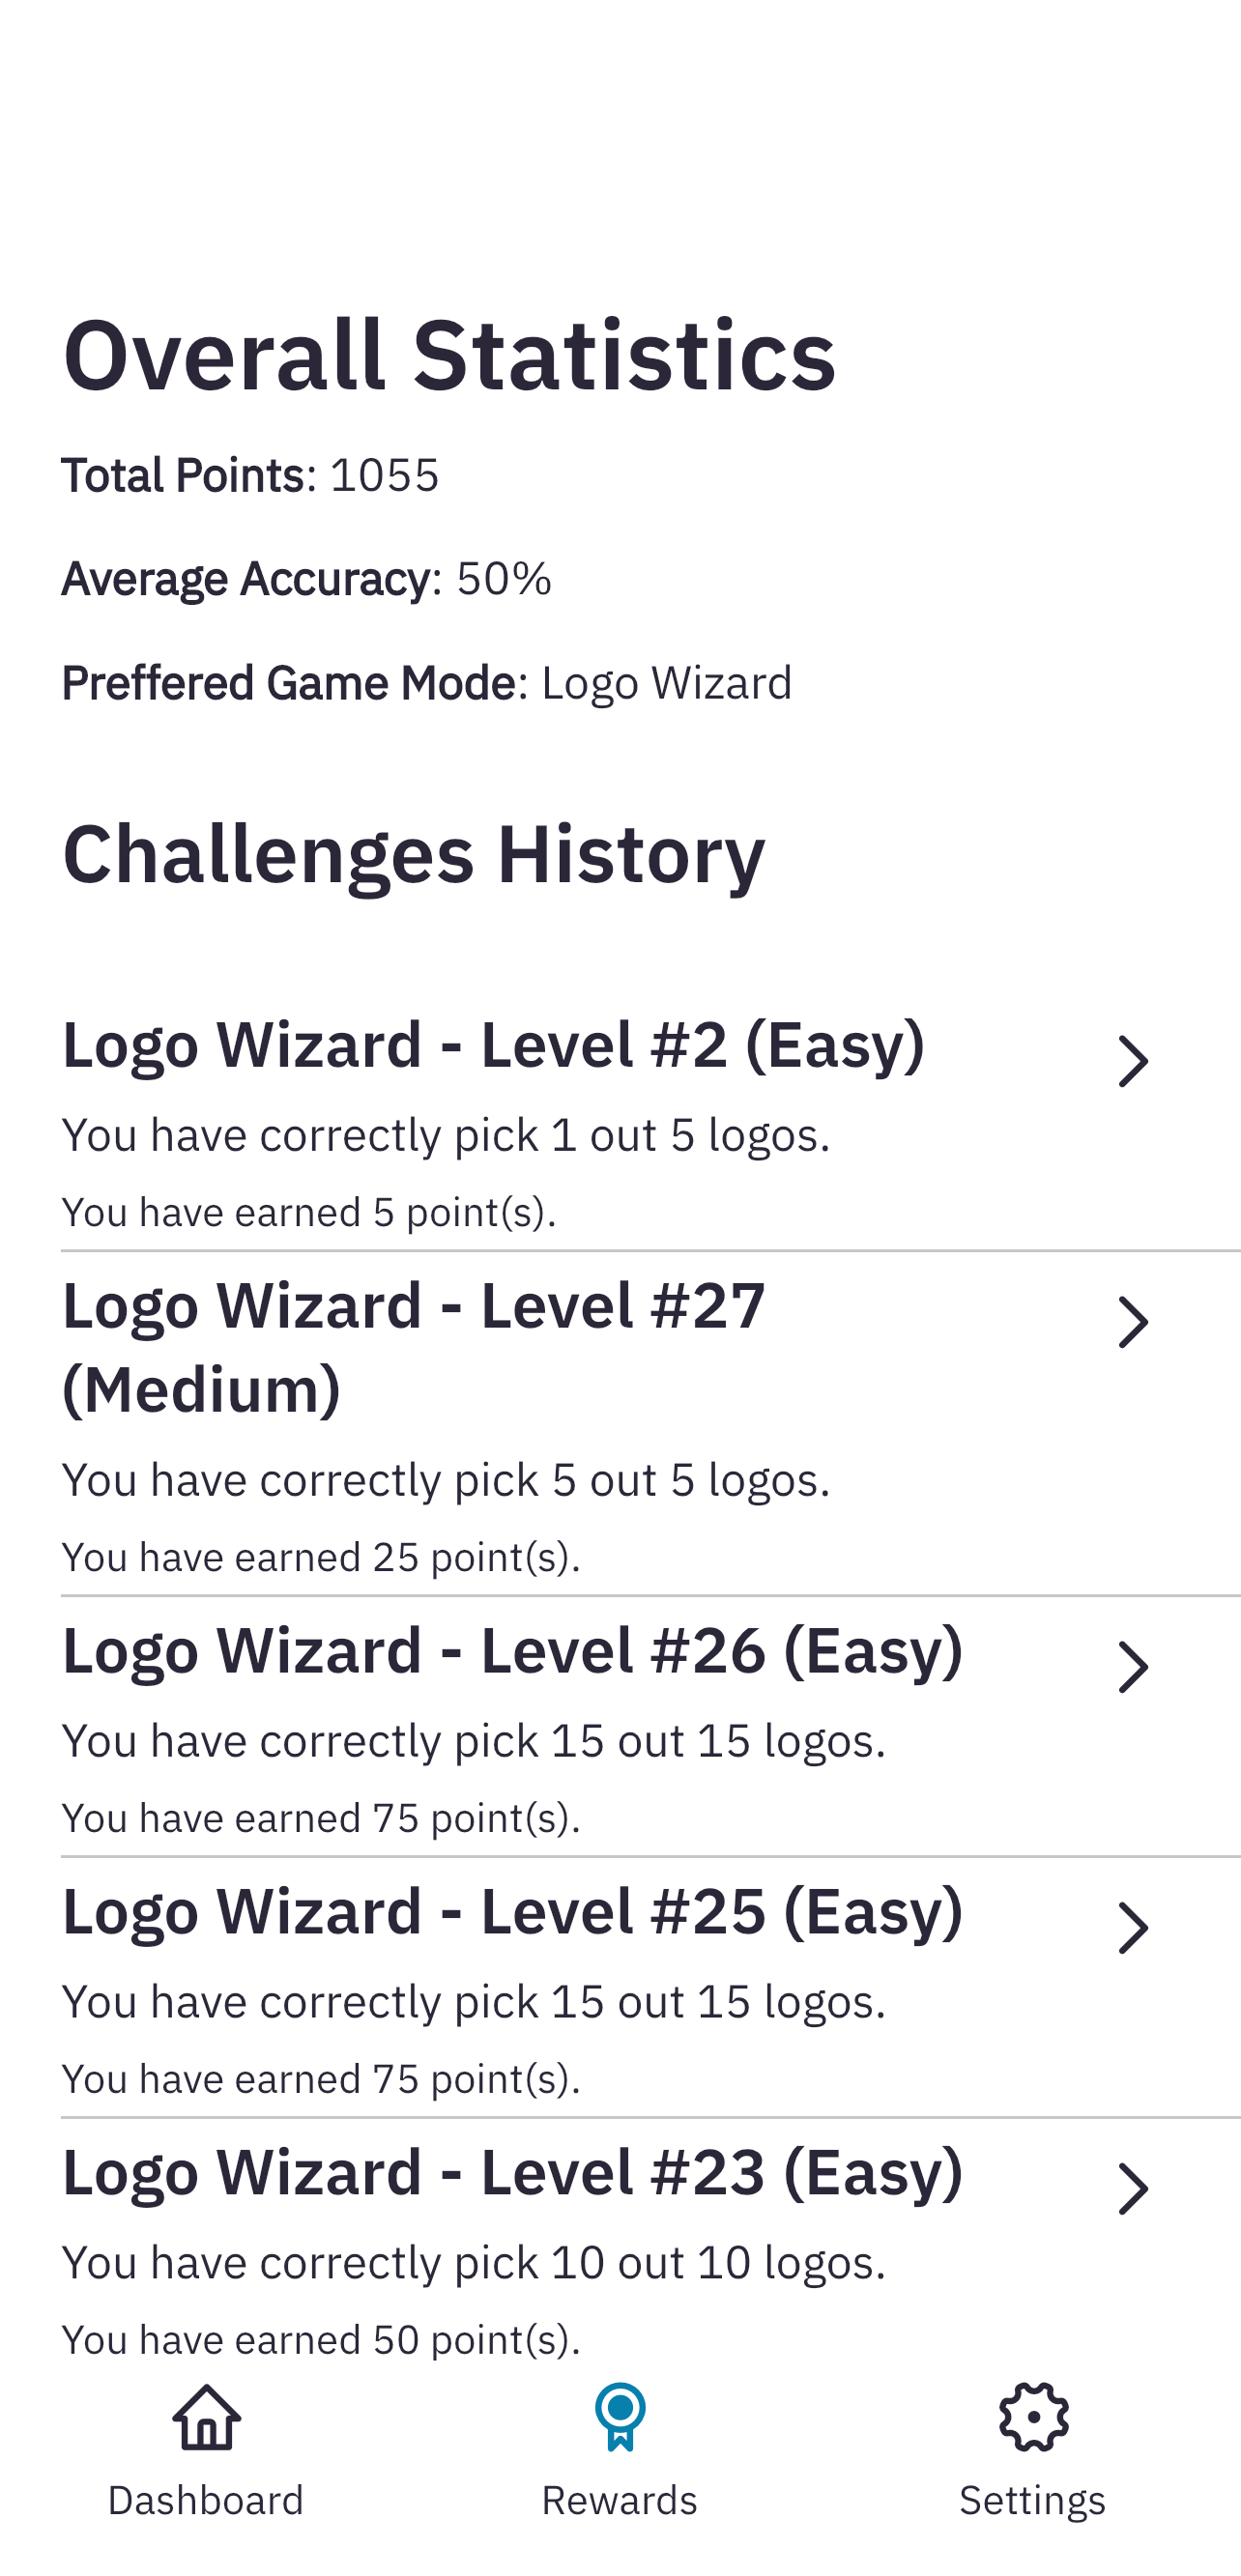 Overall Statistics
Total Points: 1055
Average Accuracy: 50%
Preffered Game Mode: Logo Wizard
Challenges History
Logo Wizard - Level #2 (Easy)
You have correctly pick 1 out 5 logos.
You have earned 5 point(s).
Logo Wizard - Level #27
(Medium)
You have correctly pick 5 out 5 logos.
You have earned 25 point(s).
Logo Wizard - Level #26 (Easy)
You have correctly pick 15 out 15 logos.
You have earned 75 point(s).
Logo Wizard - Level #25 (Easy)
You have correctly pick 15 out 15 logos.
You have earned 75 point(s).
Logo Wizard - Level #23 (Easy)
You have correctly pick 10 out 10 logos.
You have earned 50 point(s).
Dashboard
Rewards
Settings